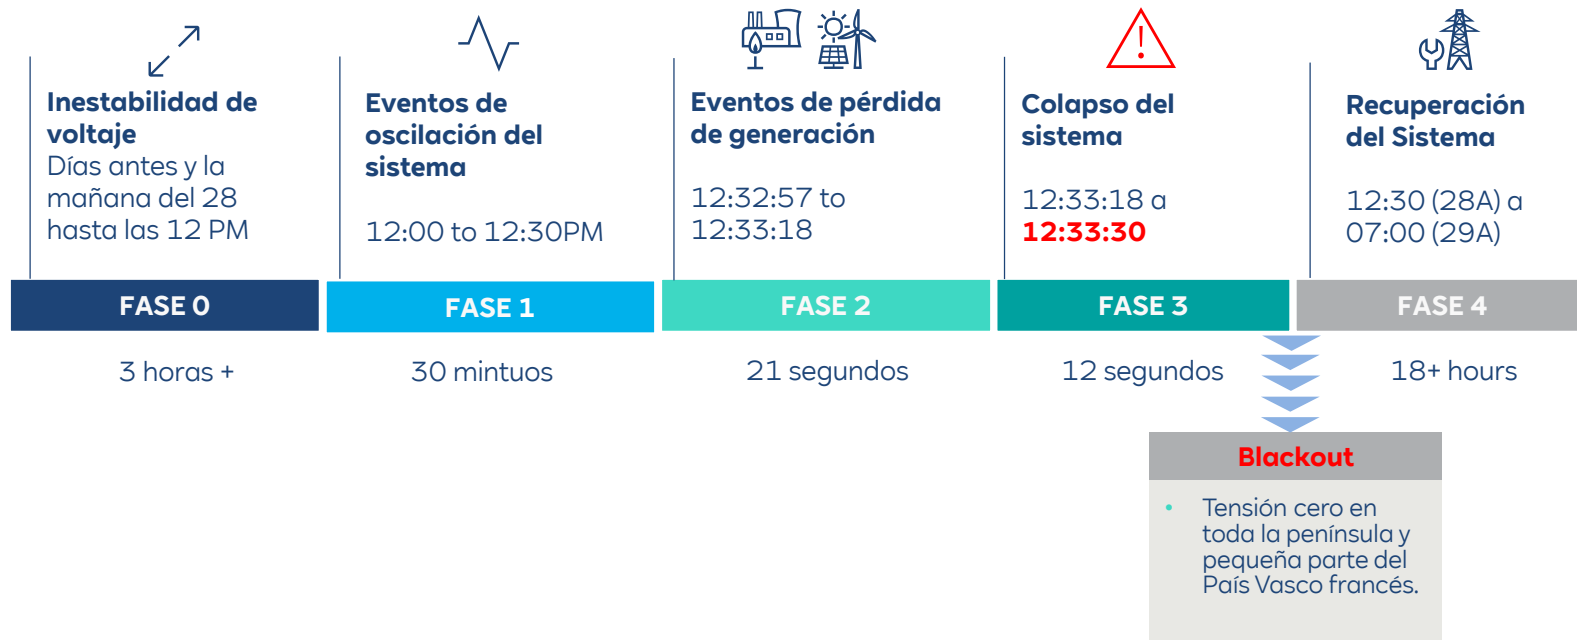 Inestabilidad de
voltaje
Días antes y la
mañana del 28
hasta las 12 PM
FASE 0
3 horas +
Eventos de
oscilación del
sistema
12:00 to 12:30PM
FASE 1
30 mintuos
Eventos de pérdida
de generación
12:32:57 to
12:33:18
FASE 2
21 segundos
Colapso del
sistema
12:33:18 a
12:33:30
FASE 3
12 segundos
Recuperación
del Sistema
12:30 (28A) a
07:00 (29A)
FASE 4
18+ hours
Blackout
• Tensión cero en
toda la península y
pequeña parte del
País Vasco francés.